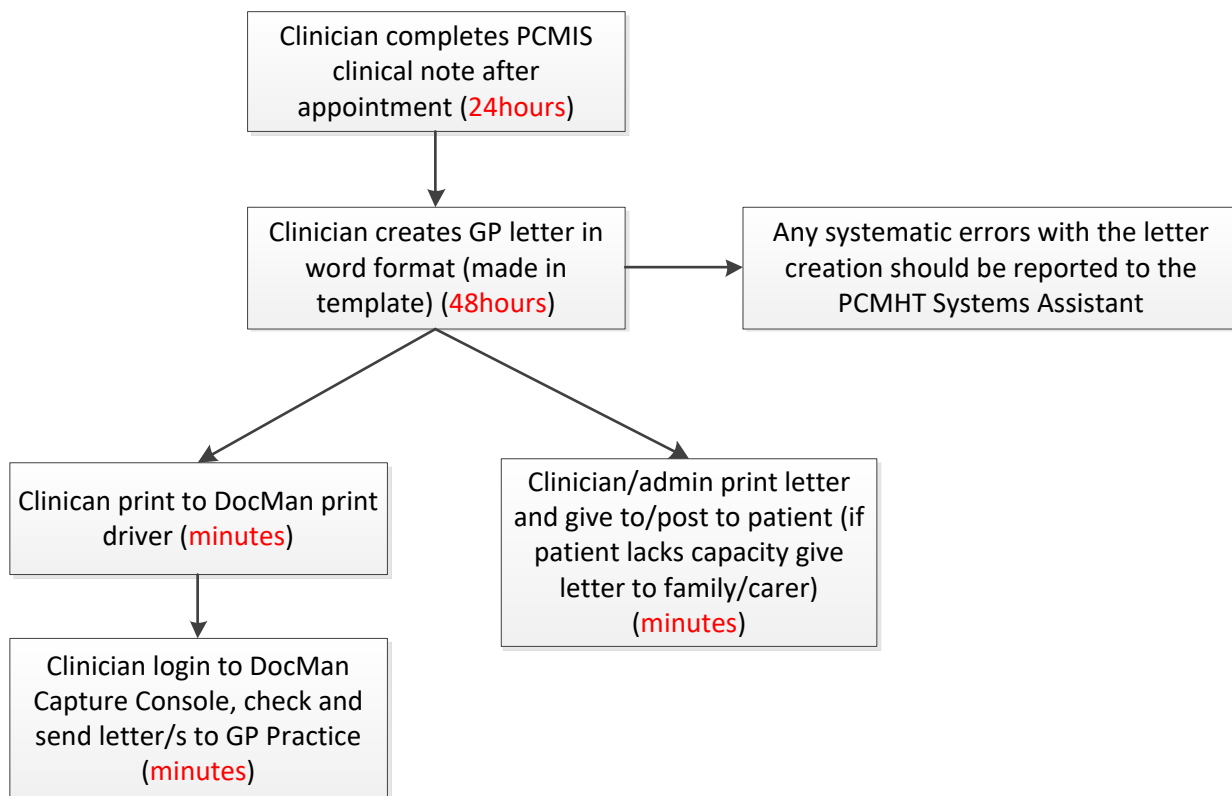 Clinician completes PCMIS
clinical note after
appointment (24hours)
Clinician creates GP letter in
word format (made in
template) (48hours)
Any systematic errors with the letter
creation should be reported to the
PCMHT Systems Assistant
Clinican print to DocMan print
driver (minutes)
Clinician/admin print letter
and give to/post to patient (if
patient lacks capacity give
letter to family/carer)
(minutes)
Clinician login to DocMan
Capture Console, check and
send letter/s to GP Practice
(minutes)